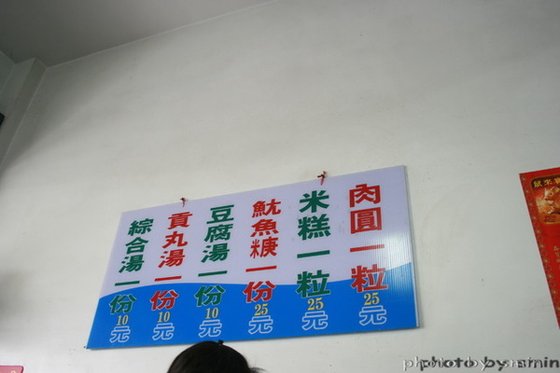 肉圓一粒25元
米糕一粒25元
魷魚焿一份25元
豆腐湯一份10元
貢丸湯一份10元
綜合湯一份10元
photo by smin